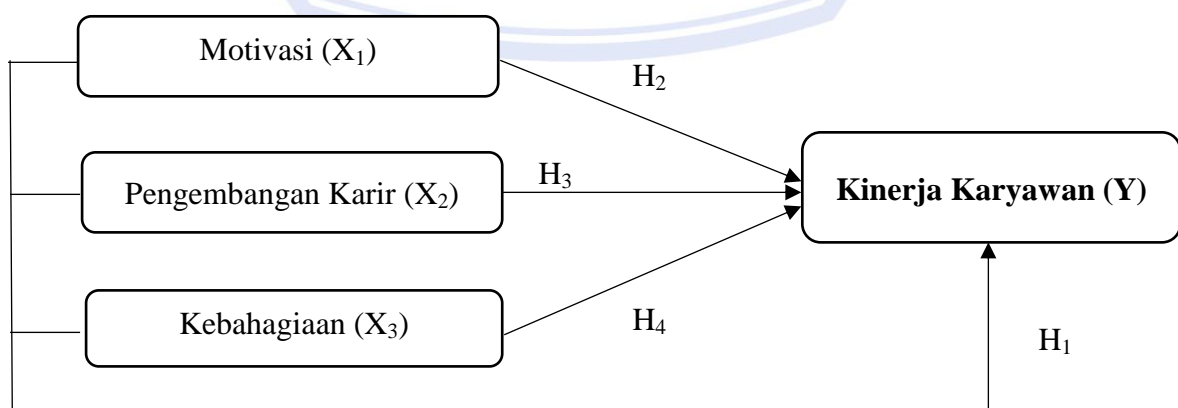 Motivasi (X₁)
H₂
Pengembangan Karir (X₂)
H₃
Kinerja Karyawan (Y)
Kebahagiaan (X₃)
H₄
H₁